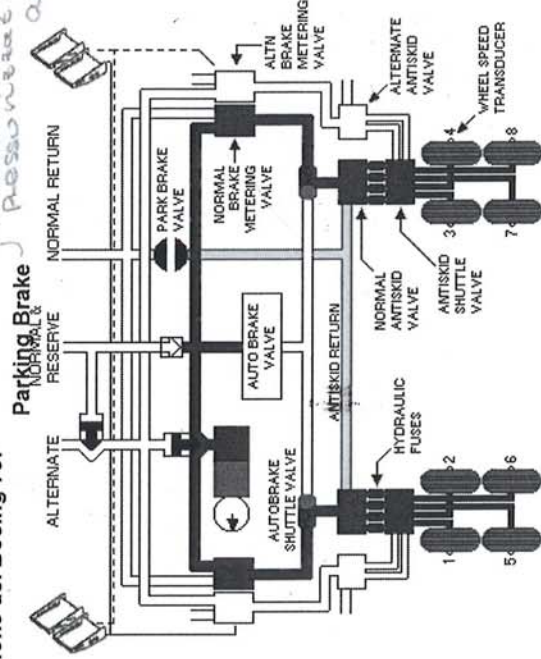 Parking Brake
ALTERNATE
NORMAL &
RESERVE
NORMAL RETURN
ALTN
BRAKE
METERING
VALVE
PARK BRAKE
VALVE
NORMAL
BRAKE
METERING
VALVE
AUTO BRAKE
VALVE
AUTOBRAKE
SHUTTLE VALVE
ALTERNATE
ANTISKID
VALVE
ANTISKID RETURN
HYDRAULIC
FUSES
NORMAL
ANTISKID
VALVE
ANTISKID
SHUTTLE
VALVE
WHEEL SPEED
TRANSDUCER
1 2 3 4
5 6 7 8